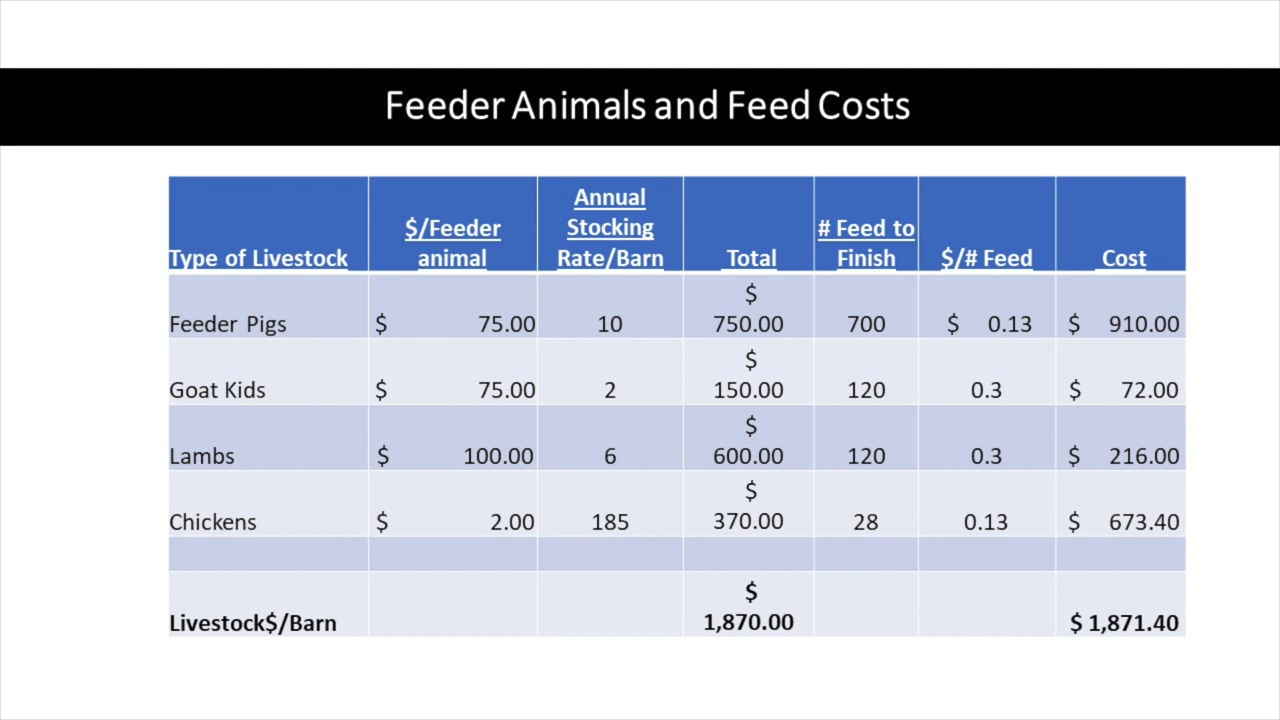 Feeder Animals and Feed Costs
Type of Livestock $/Feeder animal Annual Stocking Rate/Barn Total # Feed to Finish $/# Feed Cost
Feeder Pigs $ 75.00 10 $ 750.00 700 $ 0.13 $ 910.00
Goat Kids $ 75.00 2 $ 150.00 120 0.3 $ 72.00
Lambs $ 100.00 6 $ 600.00 120 0.3 $ 216.00
Chickens $ 2.00 185 $ 370.00 28 0.13 $ 673.40
Livestock$/Barn $ 1,870.00 $ 1,871.40